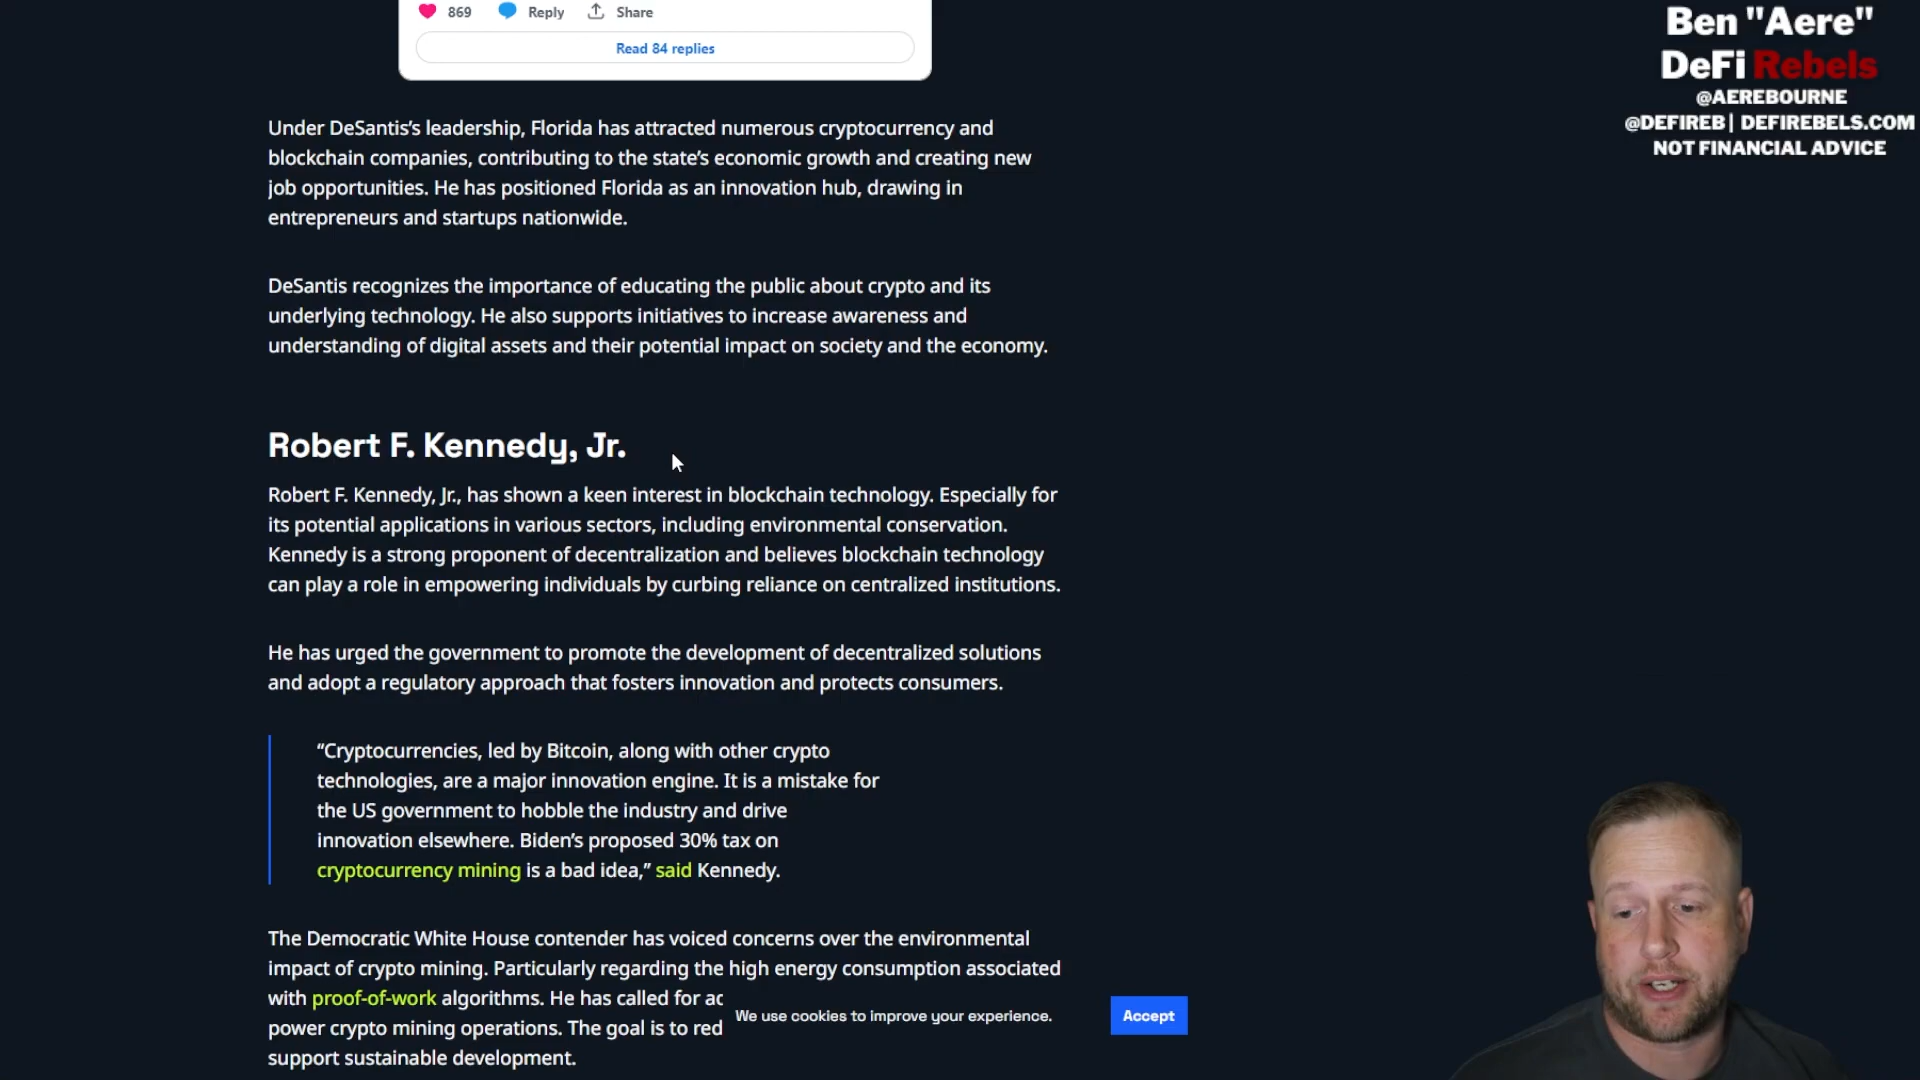 869 Reply Share
Read 84 replies
Ben "Aere"
DeFi Rebels
@AEREBOURNE
@DEFIREB | DEFIREBELS.COM
NOT FINANCIAL ADVICE
Under DeSantis’s leadership, Florida has attracted numerous cryptocurrency and
blockchain companies, contributing to the state’s economic growth and creating new
job opportunities. He has positioned Florida as an innovation hub, drawing in
entrepreneurs and startups nationwide.
DeSantis recognizes the importance of educating the public about crypto and its
underlying technology. He also supports initiatives to increase awareness and
understanding of digital assets and their potential impact on society and the economy.
Robert F. Kennedy, Jr.
Robert F. Kennedy, Jr., has shown a keen interest in blockchain technology. Especially for
its potential applications in various sectors, including environmental conservation.
Kennedy is a strong proponent of decentralization and believes blockchain technology
can play a role in empowering individuals by curbing reliance on centralized institutions.
He has urged the government to promote the development of decentralized solutions
and adopt a regulatory approach that fosters innovation and protects consumers.
“Cryptocurrencies, led by Bitcoin, along with other crypto
technologies, are a major innovation engine. It is a mistake for
the US government to hobble the industry and drive
innovation elsewhere. Biden’s proposed 30% tax on
cryptocurrency mining is a bad idea,” said Kennedy.
The Democratic White House contender has voiced concerns over the environmental
impact of crypto mining. Particularly regarding the high energy consumption associated
with proof-of-work algorithms. He has called for
power crypto mining operations. The goal is to
support sustainable development.
We use cookies to improve your experience.
Accept